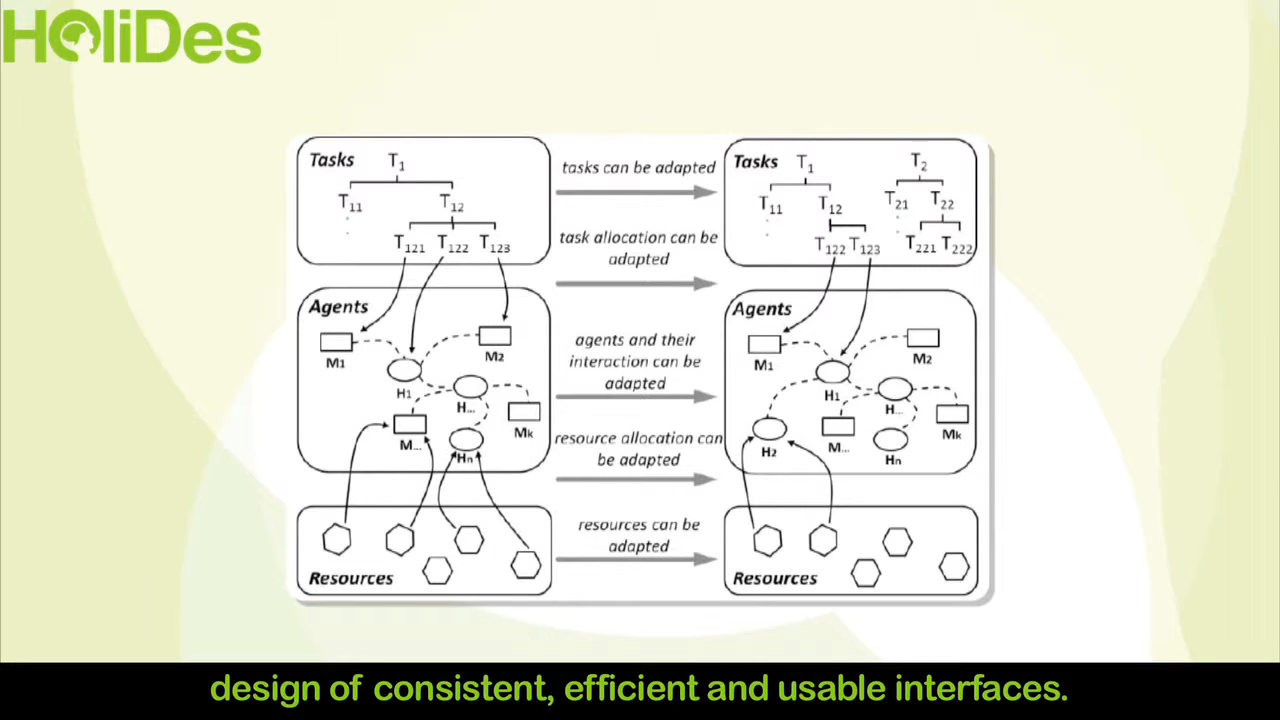 HOliDes
Tasks T1
T11 T12
T121 T122 T123
Agents
M1
M2
H1
H...
Mk
M...
Hn
Resources
tasks can be adapted
task allocation can be
adapted
agents and their
interaction can be
adapted
resource allocation can
be adapted
resources can be
adapted
Tasks T1 T2
T11 T12 T21 T22
T122 T123 T221 T222
Agents
M1
M2
H1
H...
Mk
H2
M...
Hn
Resources
design of consistent, efficient and usable interfaces.